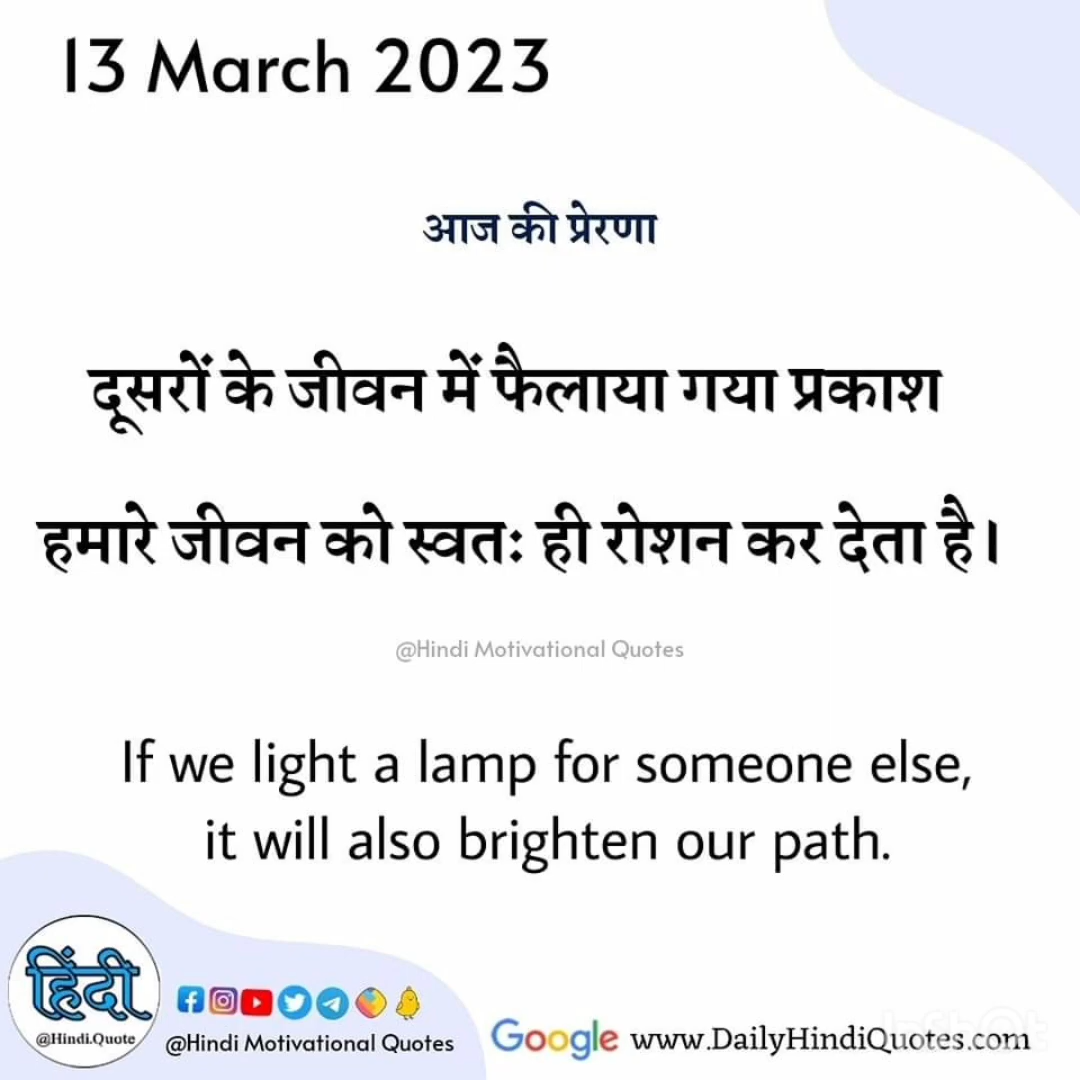 13 March 2023
आज की प्रेरणा
दूसरों के जीवन में फैलाया गया प्रकाश
हमारे जीवन को स्वतः ही रोशन कर देता है।
@Hindi Motivational Quotes
If we light a lamp for someone else,
it will also brighten our path.
हिंदी
@Hindi.Quote
@Hindi Motivational Quotes
Google www.DailyHindiQuotes.com